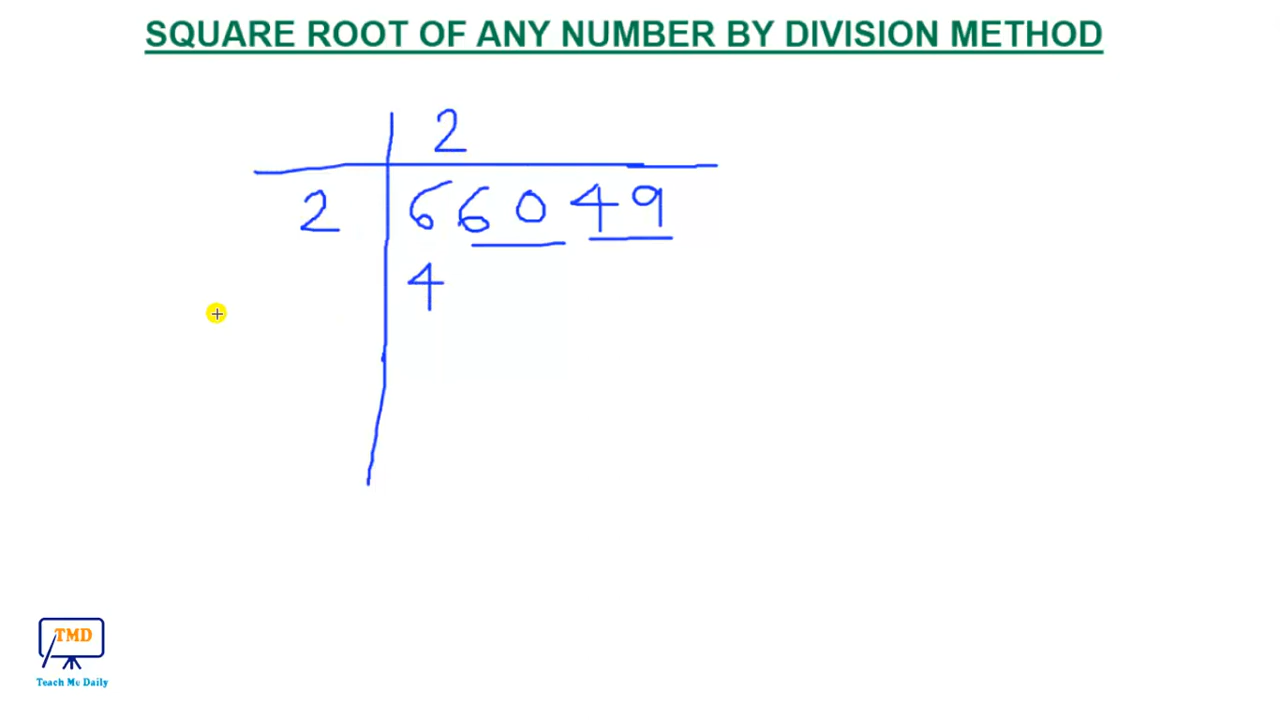 SQUARE ROOT OF ANY NUMBER BY DIVISION METHOD
2
2 66049
4
TMD
Teach Me Daily